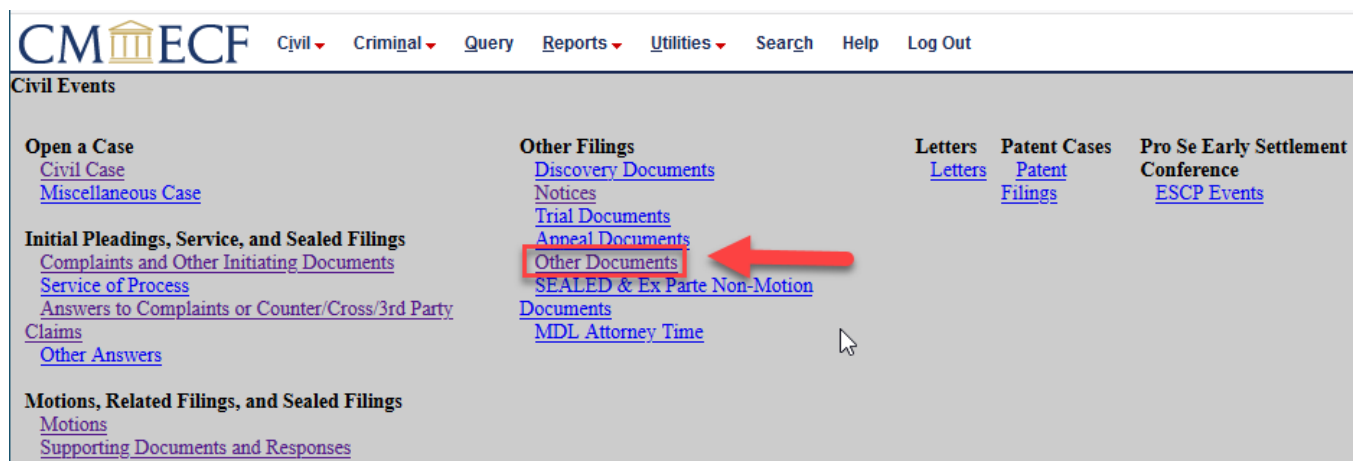 CM ECF Civil Criminal Query Reports Utilities Search Help Log Out
Civil Events
Open a Case
Civil Case
Miscellaneous Case
Initial Pleadings, Service, and Sealed Filings
Complaints and Other Initiating Documents
Service of Process
Answers to Complaints or Counter/Cross/3rd Party
Claims
Other Answers
Motions, Related Filings, and Sealed Filings
Motions
Supporting Documents and Responses
Other Filings
Discovery Documents
Notices
Trial Documents
Appeal Documents
Other Documents
SEALED & Ex Parte Non-Motion
Documents
MDL Attorney Time
Letters
Letters
Patent Cases
Patent
Filings
Pro Se Early Settlement
Conference
ESCP Events